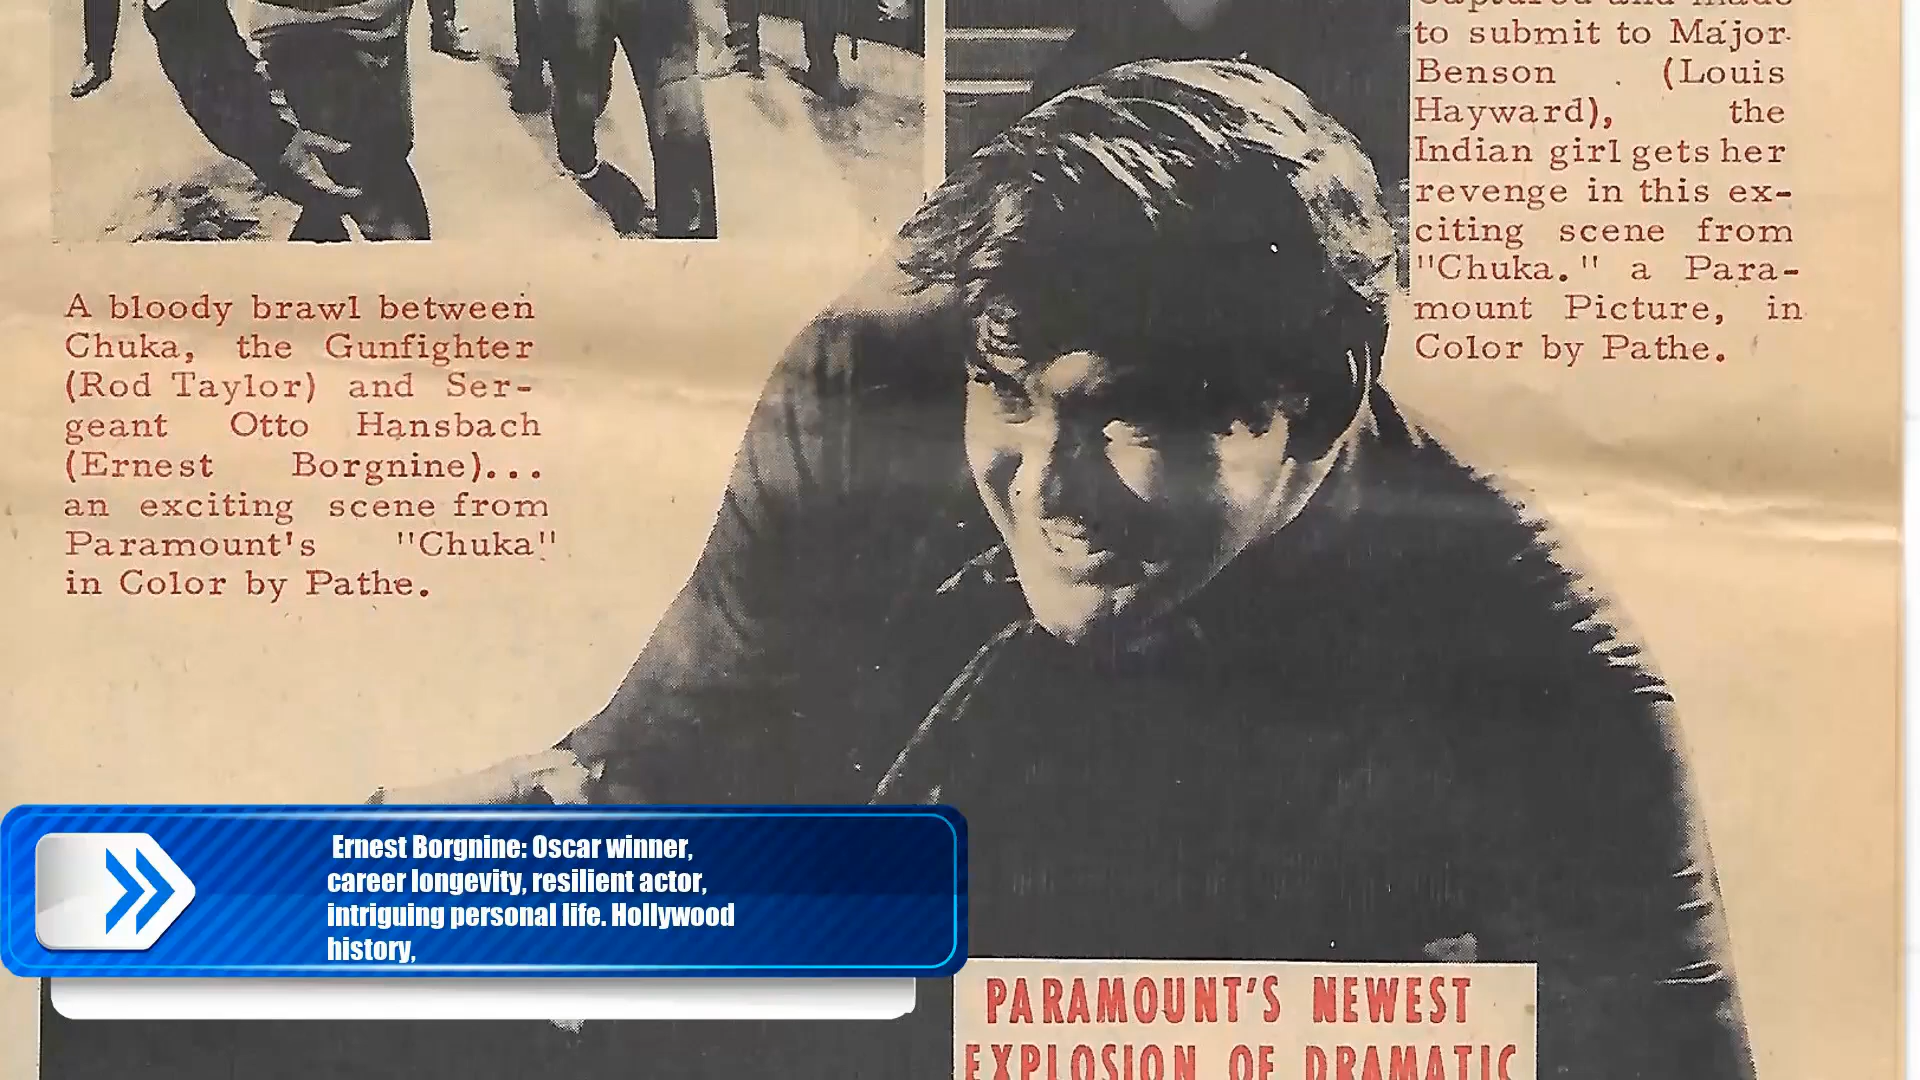 Captured and made
to submit to Major
Benson . (Louis
Hayward), the
Indian girl gets her
revenge in this ex-
citing scene from
"Chuka." a Para-
mount Picture, in
Color by Pathe.
A bloody brawl between
Chuka, the Gunfighter
(Rod Taylor) and Ser-
geant Otto Hansbach
(Ernest Borgnine)...
an exciting scene from
Paramount's "Chuka"
in Color by Pathe.
Ernest Borgnine: Oscar winner,
career longevity, resilient actor,
intriguing personal life. Hollywood
history,
PARAMOUNT'S NEWEST
EXPLOSION OF DRAMATIC